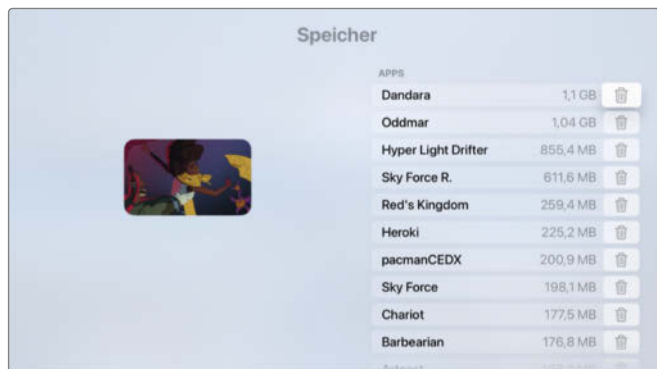 Speicher
APPS
Dandara 1,1 GB
Oddmar 1,04 GB
Hyper Light Drifter 855,4 MB
Sky Force R. 611,6 MB
Red's Kingdom 259,4 MB
Heroki 225,2 MB
pacmanCEDX 200,9 MB
Sky Force 198,1 MB
Chariot 177,5 MB
Barbearian 176,8 MB